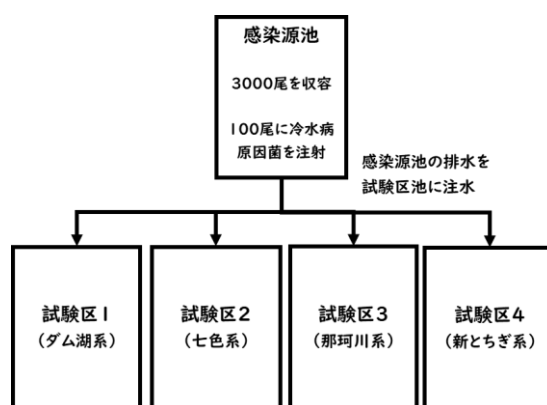 感染源池
3000尾を収容
100尾に冷水病
原因菌を注射
感染源池の排水を
試験区池に注水
試験区1
(ダム湖系)
試験区2
(七色系)
試験区3
(那珂川系)
試験区4
(新とちぎ系)